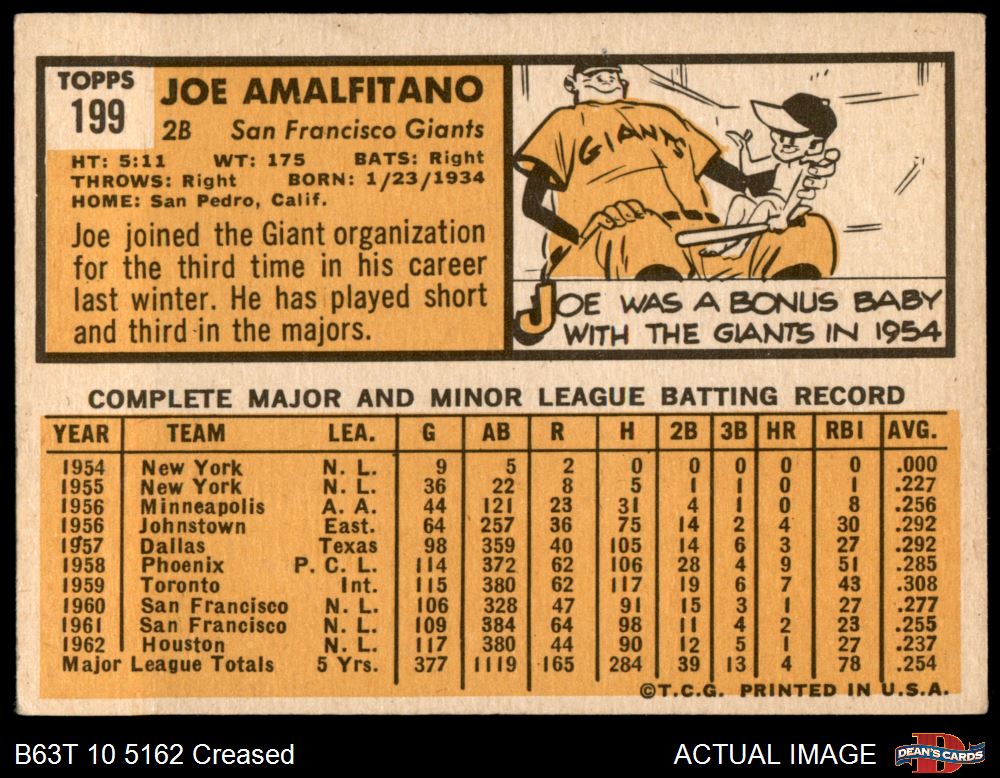 TOPPS
199
JOE AMALFITANO
2B San Francisco Giants
HT: 5:11 WT: 175 BATS: Right
THROWS: Right BORN: 1/23/1934
HOME: San Pedro, Calif.
Joe joined the Giant organization
for the third time in his career
last winter. He has played short
and third in the majors.
GIANTS
JOE WAS A BONUS BABY
WITH THE GIANTS IN 1954
COMPLETE MAJOR AND MINOR LEAGUE BATTING RECORD
YEAR TEAM LEA. G AB R H 2B 3B HR RBI AVG.
1954 New York N. L. 9 5 2 0 0 0 0 0 .000
1955 New York N. L. 36 22 8 5 1 1 0 1 .227
1956 Minneapolis A. A. 44 121 23 31 4 1 0 8 .256
1956 Johnstown East. 64 257 36 75 14 2 4 30 .292
1957 Dallas Texas 98 359 40 105 14 6 3 27 .292
1958 Phoenix P. C. L. 114 372 62 106 28 4 9 51 .285
1959 Toronto Int. 115 380 62 117 19 6 7 43 .308
1960 San Francisco N. L. 106 328 47 91 15 3 1 27 .277
1961 San Francisco N. L. 109 384 64 98 11 4 2 23 .255
1962 Houston N. L. 117 380 44 90 12 5 1 27 .237
Major League Totals 5 Yrs. 377 1119 165 284 39 13 4 78 .254
©T.C.G. PRINTED IN U.S.A.
B63T 10 5162 Creased
ACTUAL IMAGE
DEAN'S CARDS